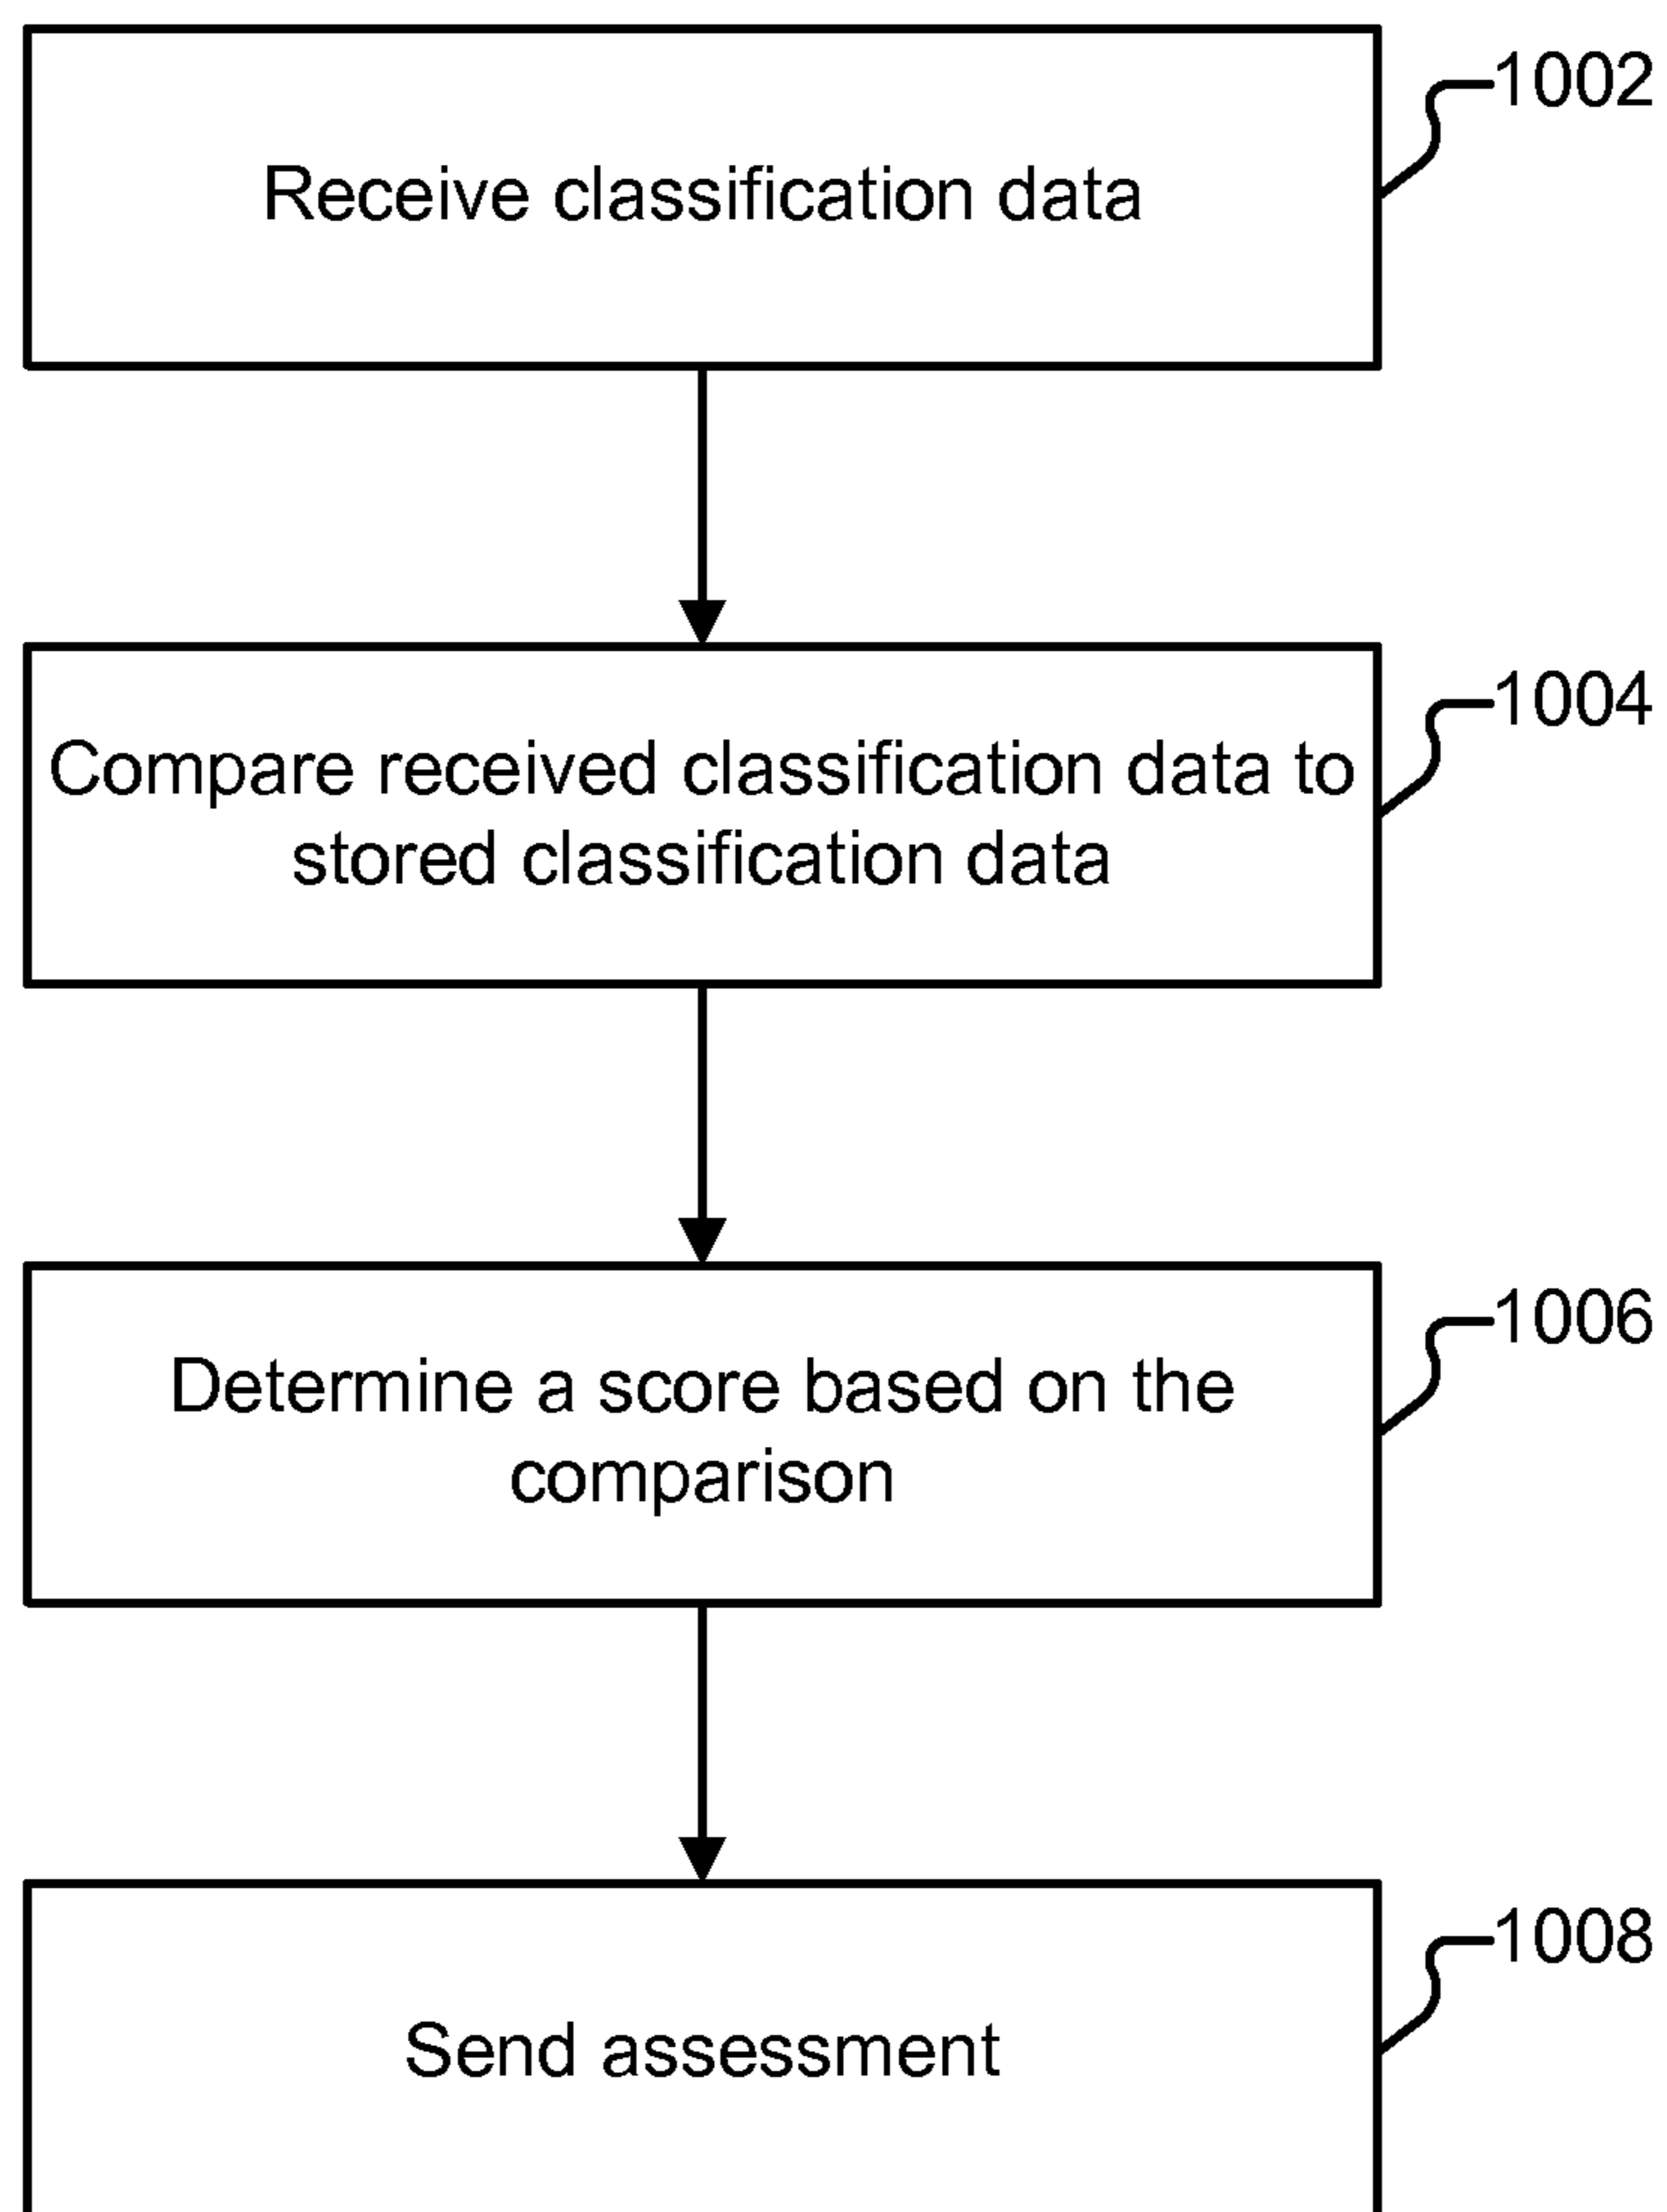 1002
Receive classification data
1004
Compare received classification data to
stored classification data
1006
Determine a score based on the
comparison
1008
Send assessment